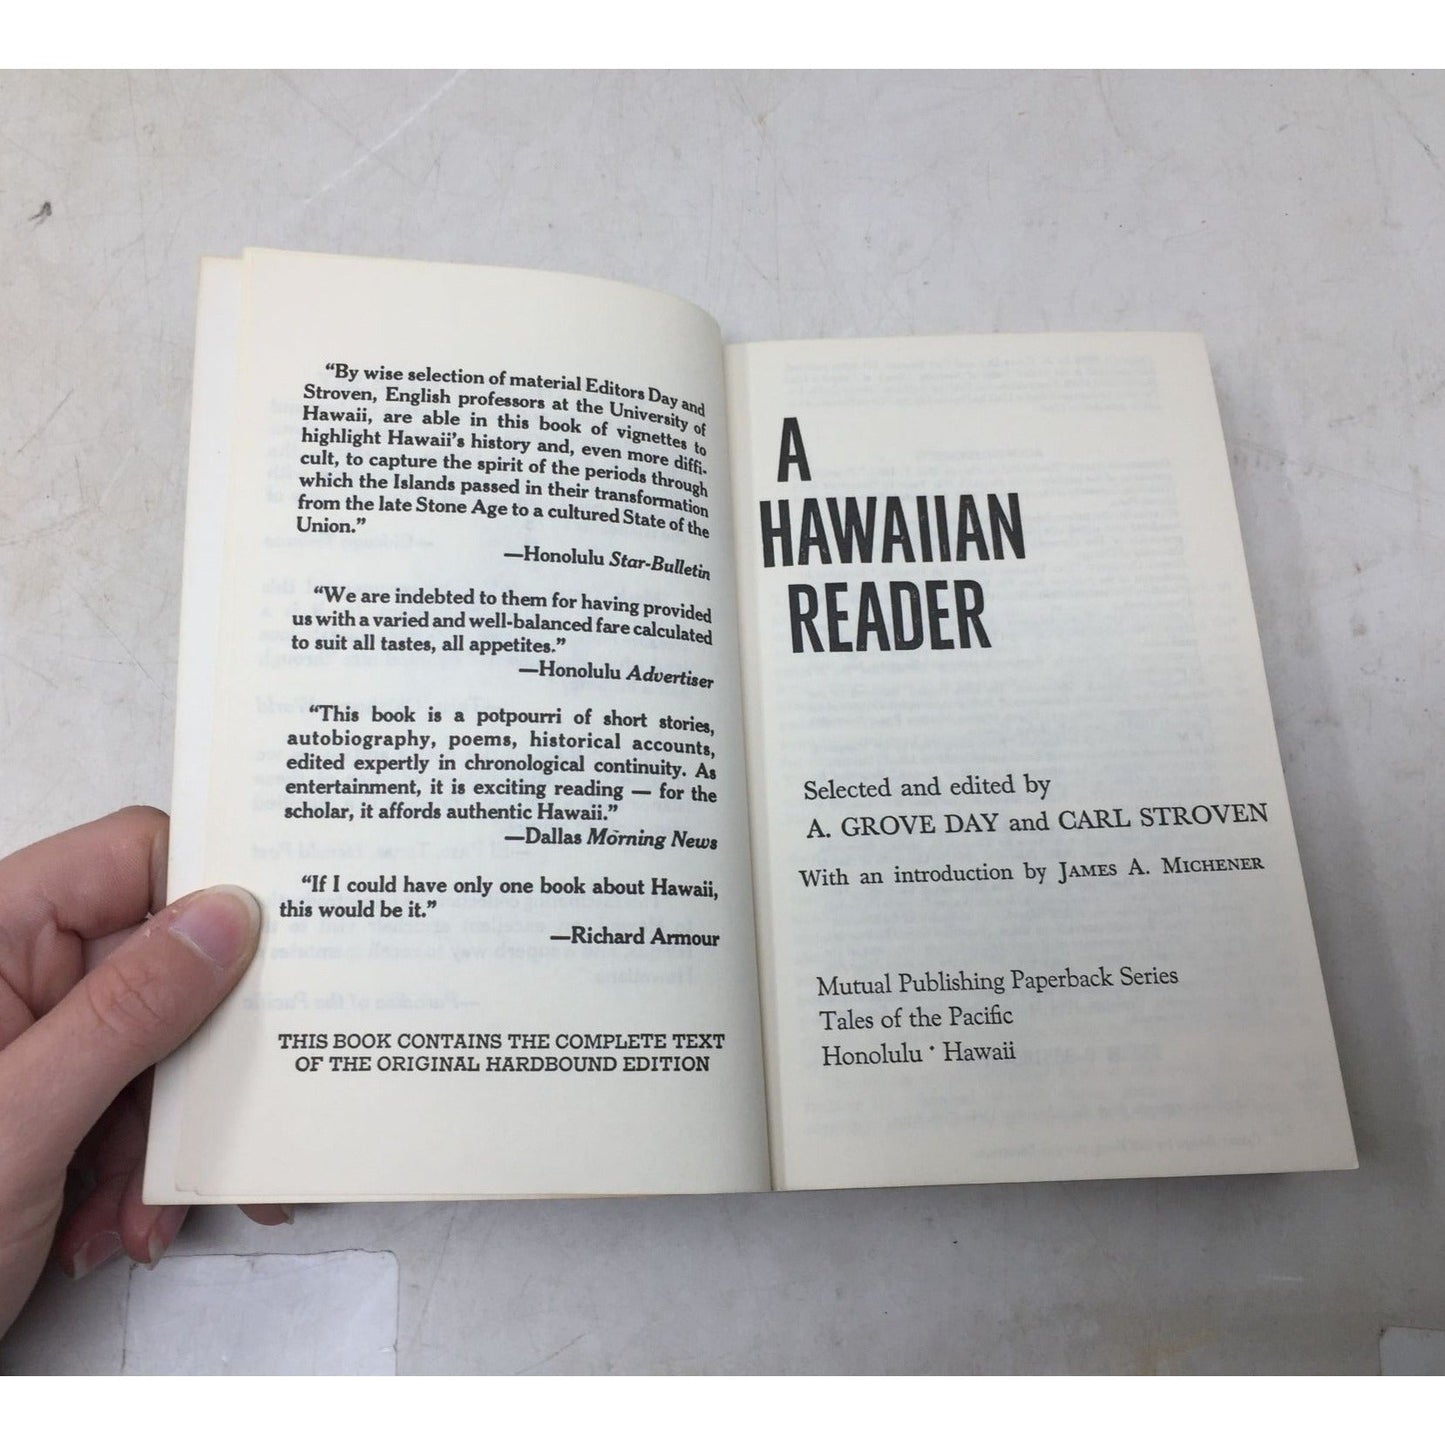 “By wise selection of material Editors Day and
Stroven, English professors at the University of
Hawaii, are able in this book of vignettes to
highlight Hawaii’s history and, even more diffi-
cult, to capture the spirit of the periods through
which the Islands passed in their transformation
from the late Stone Age to a cultured State of the
Union.”
—Honolulu Star-Bulletin
“We are indebted to them for having provided
us with a varied and well-balanced fare calculated
to suit all tastes, all appetites.”
—Honolulu Advertiser
“This book is a potpourri of short stories,
autobiography, poems, historical accounts,
edited expertly in chronological continuity. As
entertainment, it is exciting reading — for the
scholar, it affords authentic Hawaii.”
—Dallas Morning News
“If I could have only one book about Hawaii,
this would be it.”
—Richard Armour
THIS BOOK CONTAINS THE COMPLETE TEXT
OF THE ORIGINAL HARDBOUND EDITION
A
HAWAIIAN
READER
Selected and edited by
A. GROVE DAY and CARL STROVEN
With an introduction by JAMES A. MICHENER
Mutual Publishing Paperback Series
Tales of the Pacific
Honolulu · Hawaii